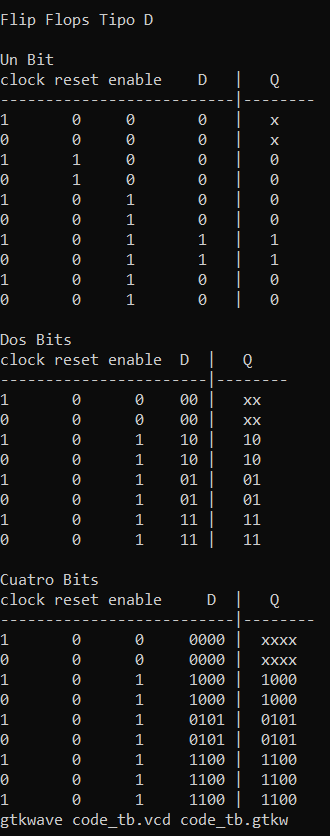 Flip Flops Tipo D
Un Bit
clock reset enable    D   |   Q
--------------------------|--------
1       0     0       0   |   x
0       0     0       0   |   x
1       1     0       0   |   0
0       1     0       0   |   0
1       0     1       0   |   0
0       0     1       0   |   0
1       0     1       1   |   1
0       0     1       1   |   1
1       0     1       0   |   0
0       0     1       0   |   0
Dos Bits
clock reset enable  D  |   Q
-----------------------|--------
1       0      0    00 |   xx
0       0      0    00 |   xx
1       0      1    10 |   10
0       0      1    10 |   10
1       0      1    01 |   01
0       0      1    01 |   01
1       0      1    11 |   11
0       0      1    11 |   11
Cuatro Bits
clock reset enable     D  |   Q
--------------------------|--------
1       0      0     0000 |  xxxx
0       0      0     0000 |  xxxx
1       0      1     1000 |  1000
0       0      1     1000 |  1000
1       0      1     0101 |  0101
0       0      1     0101 |  0101
1       0      1     1100 |  1100
0       0      1     1100 |  1100
1       0      1     1100 |  1100
gtkwave code_tb.vcd code_tb.gtkw